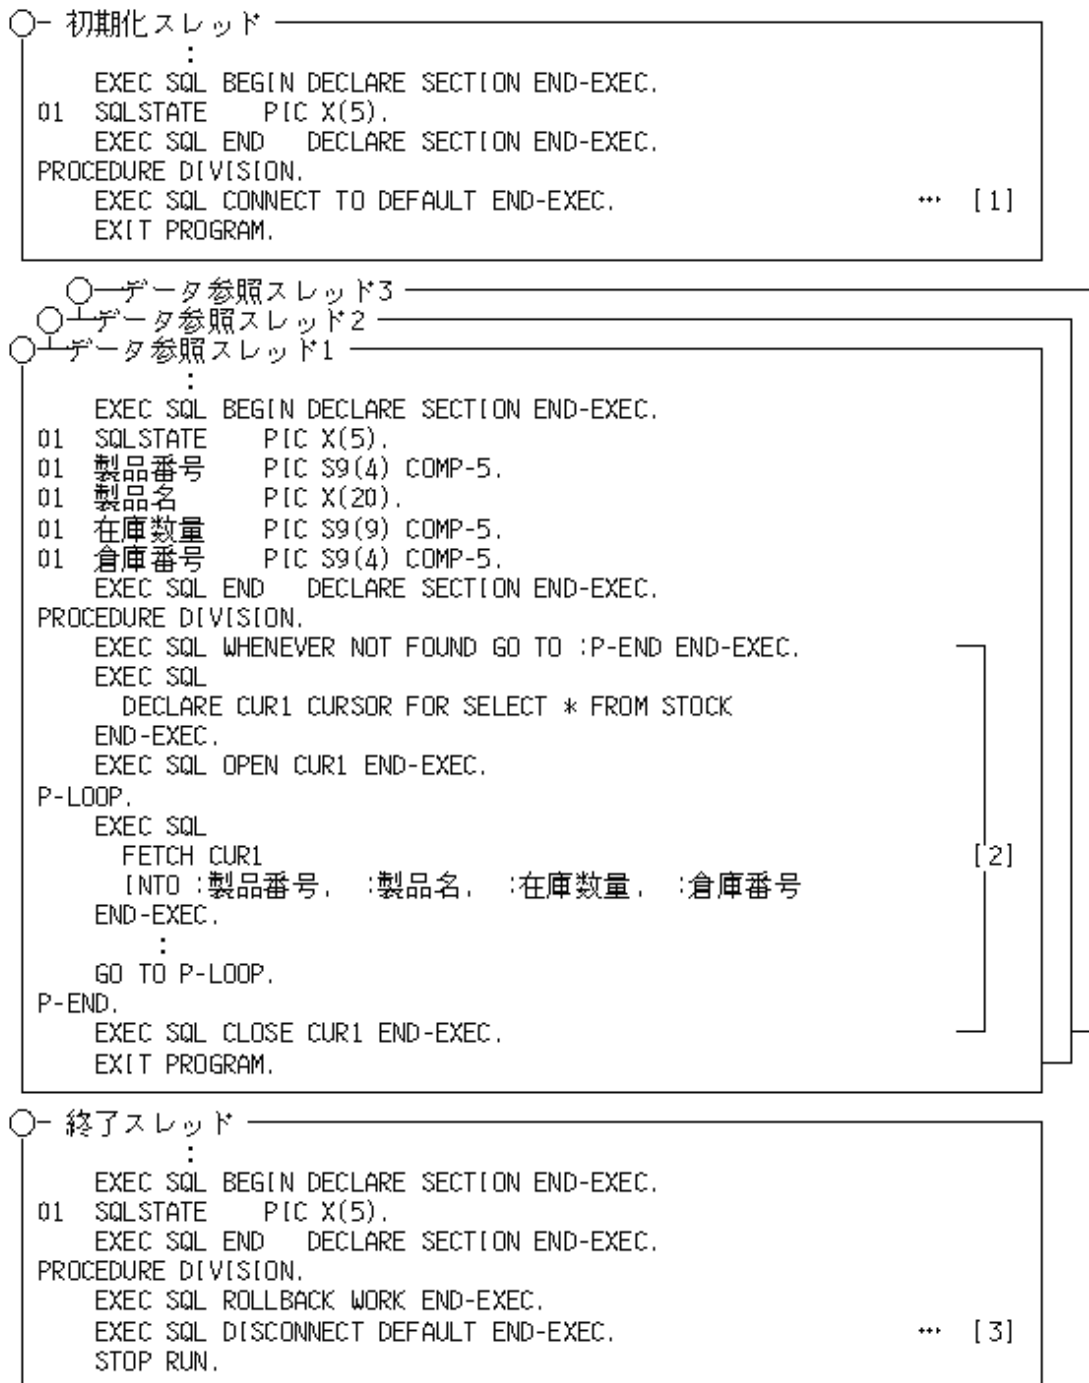 初期化スレッド
:
EXEC SQL BEGIN DECLARE SECTION END-EXEC.
01  SQLSTATE    PIC X(5).
EXEC SQL END   DECLARE SECTION END-EXEC.
PROCEDURE DIVISION.
EXEC SQL CONNECT TO DEFAULT END-EXEC. … [1]
EXIT PROGRAM.
データ参照スレッド3
データ参照スレッド2
データ参照スレッド1
:
EXEC SQL BEGIN DECLARE SECTION END-EXEC.
01  SQLSTATE    PIC X(5).
01  製品番号    PIC S9(4) COMP-5.
01  製品名      PIC X(20).
01  在庫数量    PIC S9(9) COMP-5.
01  倉庫番号    PIC S9(4) COMP-5.
EXEC SQL END   DECLARE SECTION END-EXEC.
PROCEDURE DIVISION.
EXEC SQL WHENEVER NOT FOUND GO TO :P-END END-EXEC.
EXEC SQL
DECLARE CUR1 CURSOR FOR SELECT * FROM STOCK
END-EXEC.
EXEC SQL OPEN CUR1 END-EXEC.
P-LOOP.
EXEC SQL
FETCH CUR1 [2]
INTO :製品番号, :製品名, :在庫数量, :倉庫番号
END-EXEC.
:
GO TO P-LOOP.
P-END.
EXEC SQL CLOSE CUR1 END-EXEC.
EXIT PROGRAM.
終了スレッド
:
EXEC SQL BEGIN DECLARE SECTION END-EXEC.
01  SQLSTATE    PIC X(5).
EXEC SQL END   DECLARE SECTION END-EXEC.
PROCEDURE DIVISION.
EXEC SQL ROLLBACK WORK END-EXEC.
EXEC SQL DISCONNECT DEFAULT END-EXEC. … [3]
STOP RUN.